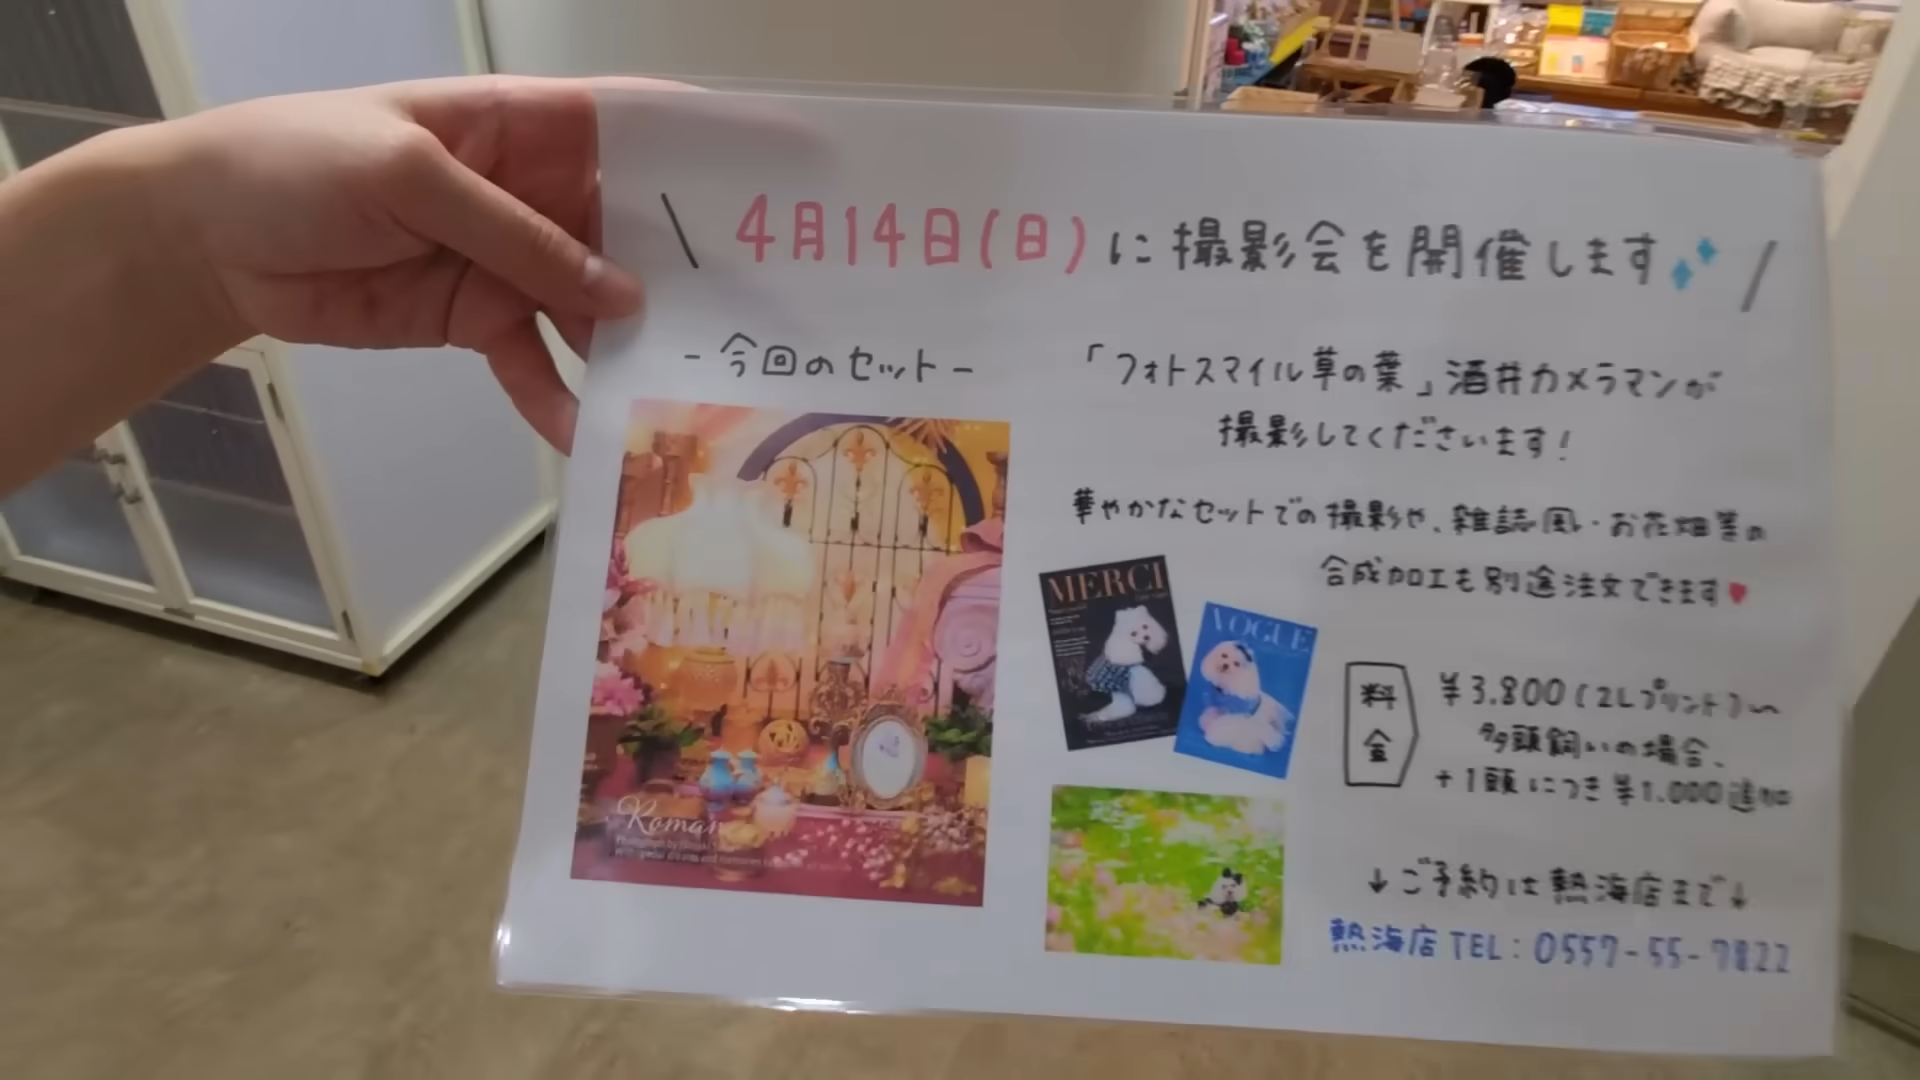 \ 4月14日(日)に撮影会を開催します /
- 今回のセット -
「フォトスマイル草の葉」酒井カメラマンが
撮影してくださいます!
華やかなセットでの撮影や、雑誌風・お花畑等の
合成加工も別途注文できます♥
MERCI
VOGUE
料金
¥3.800(2Lプリント)〜
多頭飼いの場合、
+1頭につき¥1.000追加
Roman
↓ご予約は熱海店まで↓
熱海店 TEL:0557-55-7822